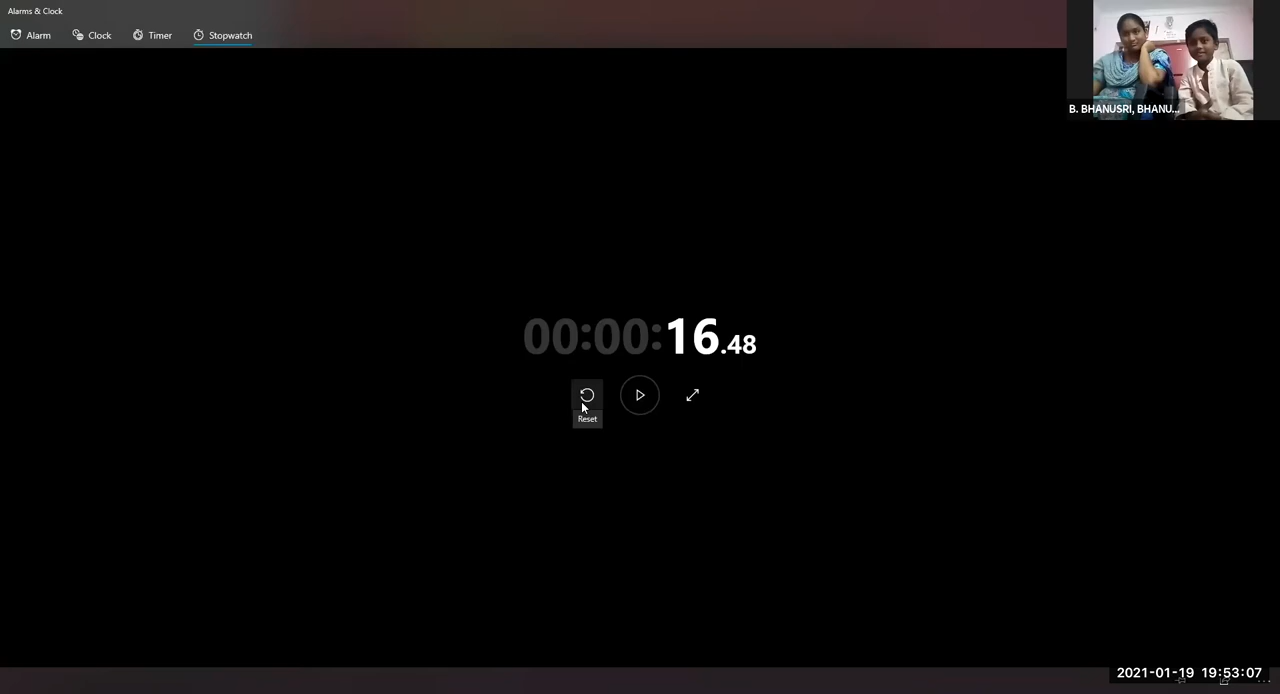 Alarms & Clock
Alarm
Clock
Timer
Stopwatch
B. BHANUSRI, BHANU...
00:00:16.48
Reset
2021-01-19 19:53:07